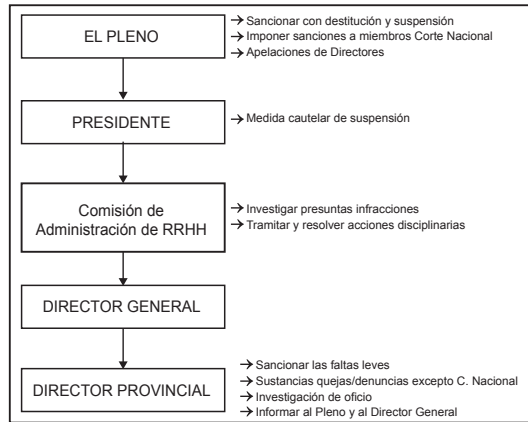 EL PLENO
Sancionar con destitución y suspensión
Imponer sanciones a miembros Corte Nacional
Apelaciones de Directores
PRESIDENTE
Medida cautelar de suspensión
Comisión de
Administración de RRHH
Investigar presuntas infracciones
Tramitar y resolver acciones disciplinarias
DIRECTOR GENERAL
DIRECTOR PROVINCIAL
Sancionar las faltas leves
Sustancias quejas/denuncias excepto C. Nacional
Investigación de oficio
Informar al Pleno y al Director General